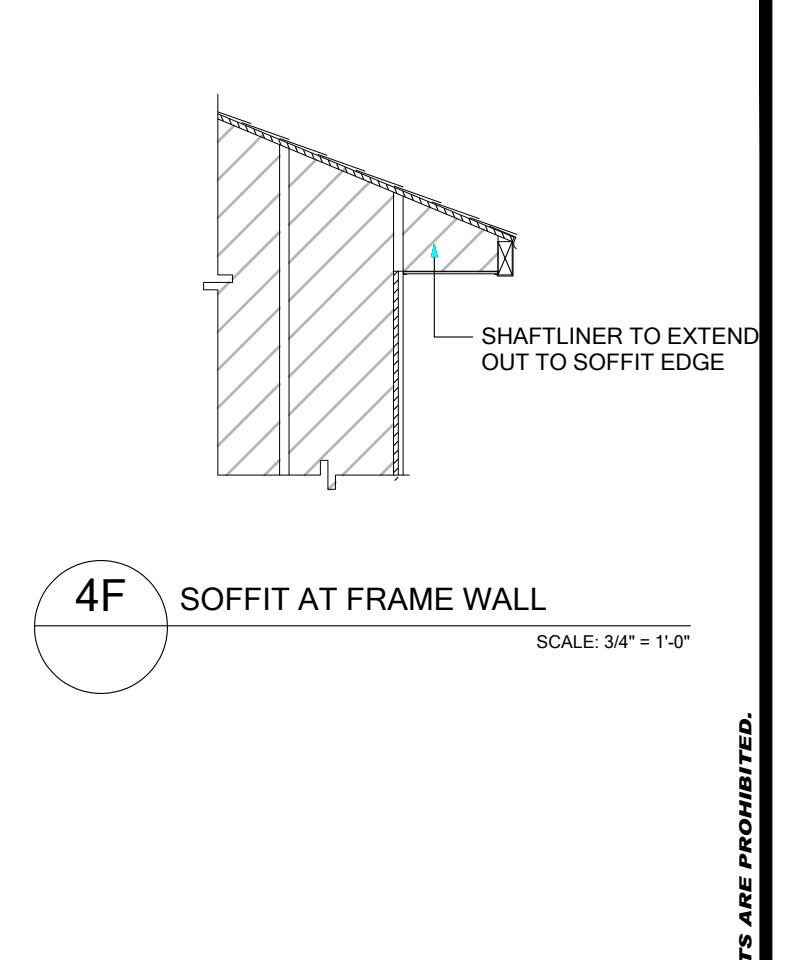 SHAFTLINER TO EXTEND
OUT TO SOFFIT EDGE
4F
SOFFIT AT FRAME WALL
SCALE: 3/4" = 1'-0"
ARE PROHIBITED.